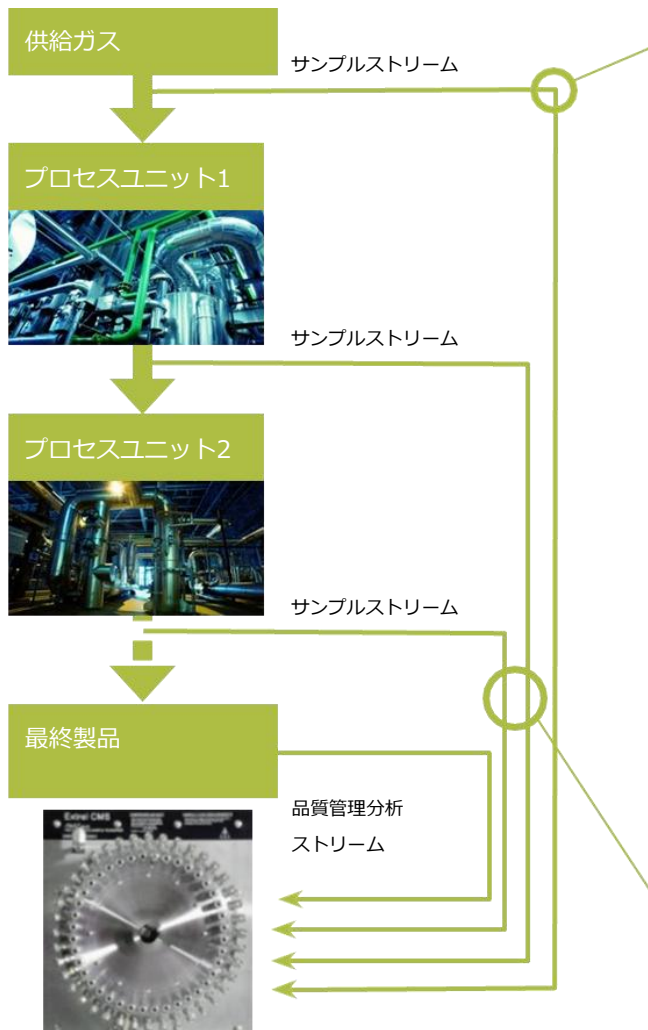 供給ガス
サンプルストリーム
プロセスユニット1
サンプルストリーム
プロセスユニット2
サンプルストリーム
最終製品
品質管理分析
ストリーム
Extrel CMS